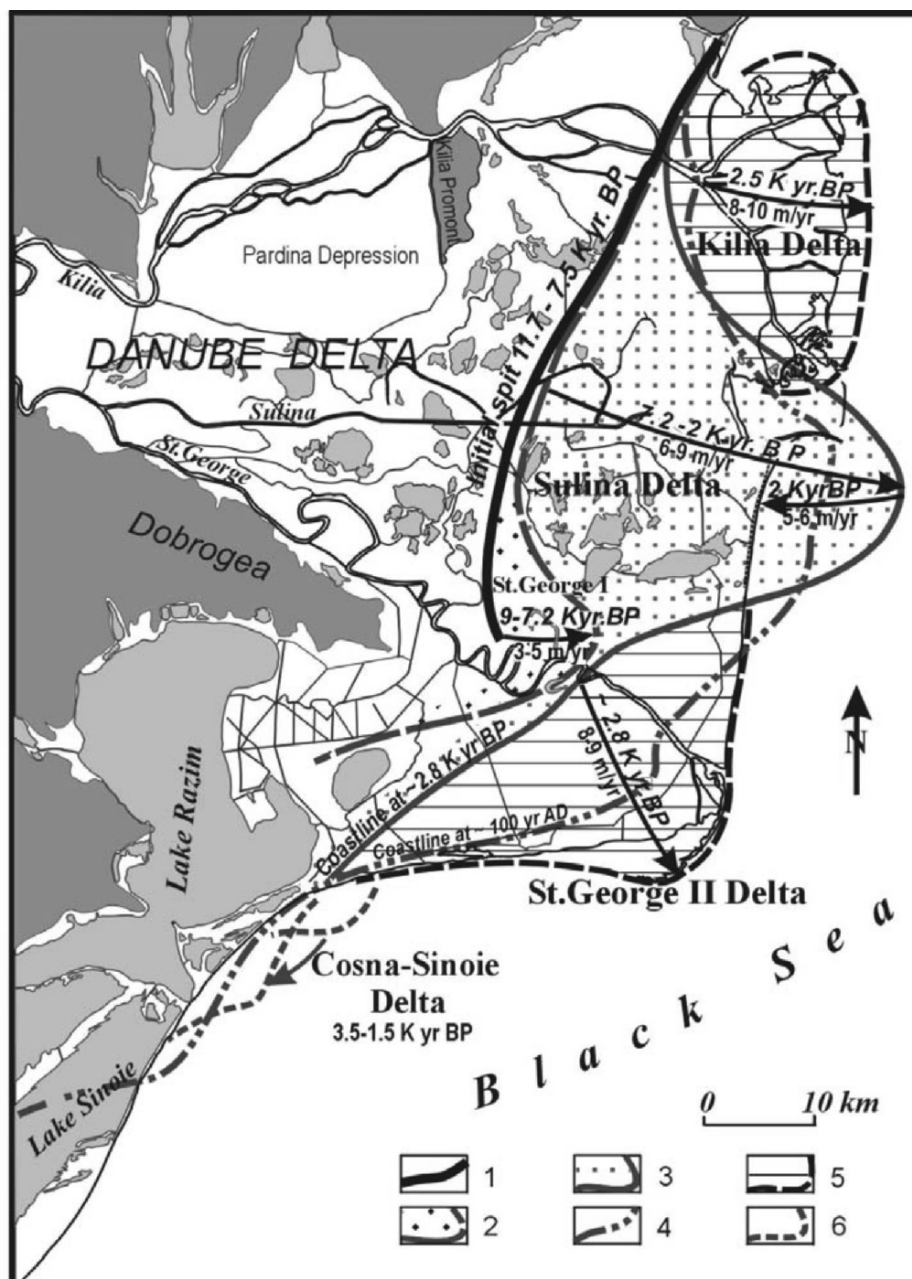 Kilia Promont
2.5 K yr.BP
8-10 m/yr
Kilia Delta
Pardina Depression
Kilia
Initial spit 11.7 - 7.5 K yr. BP
DANUBE DELTA
Sulina
7.2 -2 K yr. B.P
6-9 m/yr
Sulina Delta
2 KyrBP
5-6 m/yr
St.George
Dobrogea
St.George I
9-7.2 Kyr.BP
3-5 m/yr
~ 2.8 K yr.BP
8-9 m/yr
N
Coastline at ~ 2.8 K yr BP
Coastline at ~ 100 yr AD
Lake Razim
St.George II Delta
Cosna-Sinoie
Delta
3.5-1.5 K yr BP
Black Sea
Lake Sinoie
0 10 km
1 3 5
2 4 6